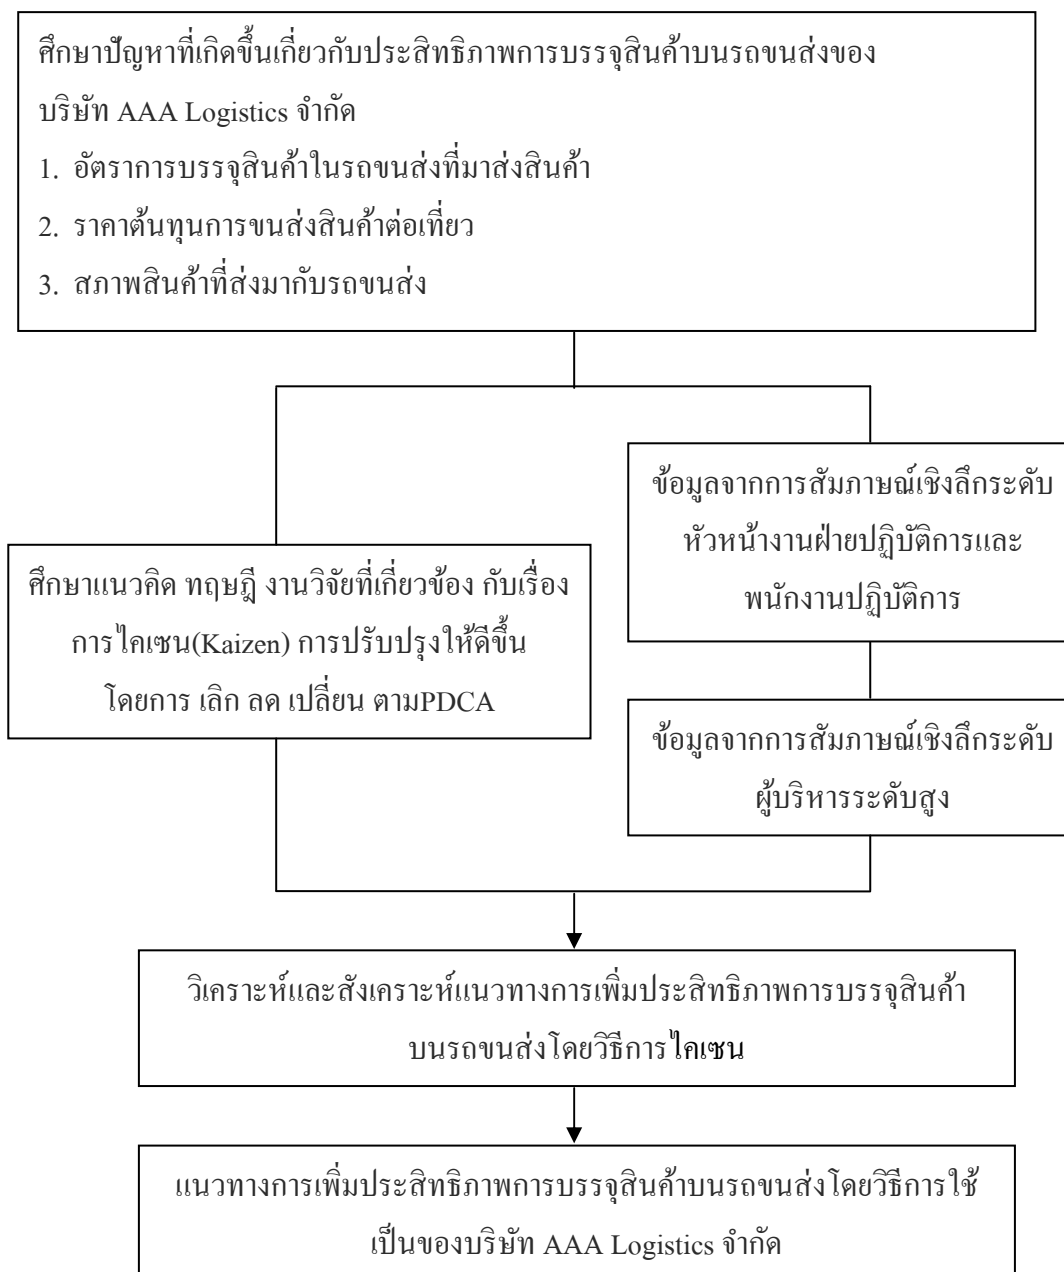 ศึกษาปัญหาที่เกิดขึ้นเกี่ยวกับประสิทธิภาพการบรรจุสินค้าบนรถขนส่งของ
บริษัท AAA Logistics จำกัด
1. อัตราการบรรจุสินค้าในรถขนส่งที่มาส่งสินค้า
2. ราคาต้นทุนการขนส่งสินค้าต่อเที่ยว
3. สภาพสินค้าที่ส่งมากับรถขนส่ง
ข้อมูลจากการสัมภาษณ์เชิงลึกระดับ
หัวหน้างานฝ่ายปฏิบัติการและ
พนักงานปฏิบัติการ
ศึกษาแนวคิด ทฤษฎี งานวิจัยที่เกี่ยวข้อง กับเรื่อง
การไคเซน(Kaizen) การปรับปรุงให้ดีขึ้น
โดยการ เลิก ลด เปลี่ยน ตามPDCA
ข้อมูลจากการสัมภาษณ์เชิงลึกระดับ
ผู้บริหารระดับสูง
วิเคราะห์และสังเคราะห์แนวทางการเพิ่มประสิทธิภาพการบรรจุสินค้า
บนรถขนส่งโดยวิธีการไคเซน
แนวทางการเพิ่มประสิทธิภาพการบรรจุสินค้าบนรถขนส่งโดยวิธีการใช้
เป็นของบริษัท AAA Logistics จำกัด